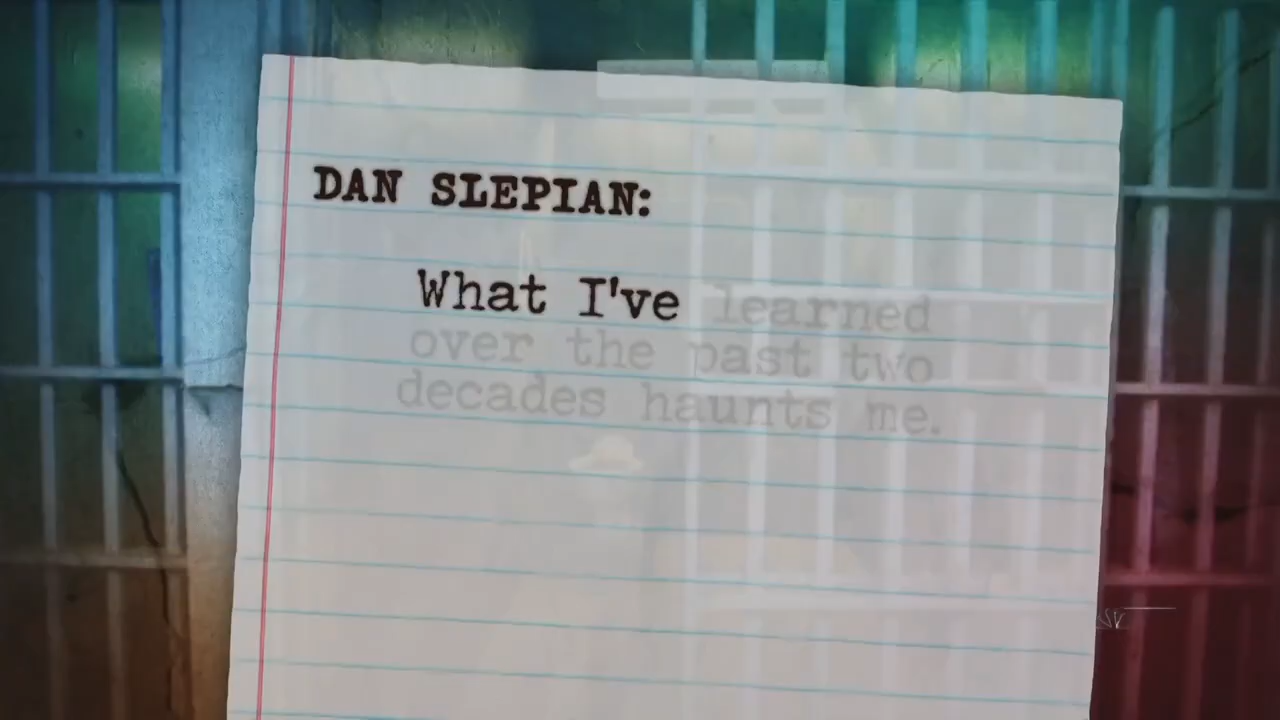 DAN SLEPIAN:
What I've learned
over the past two
decades haunts me.